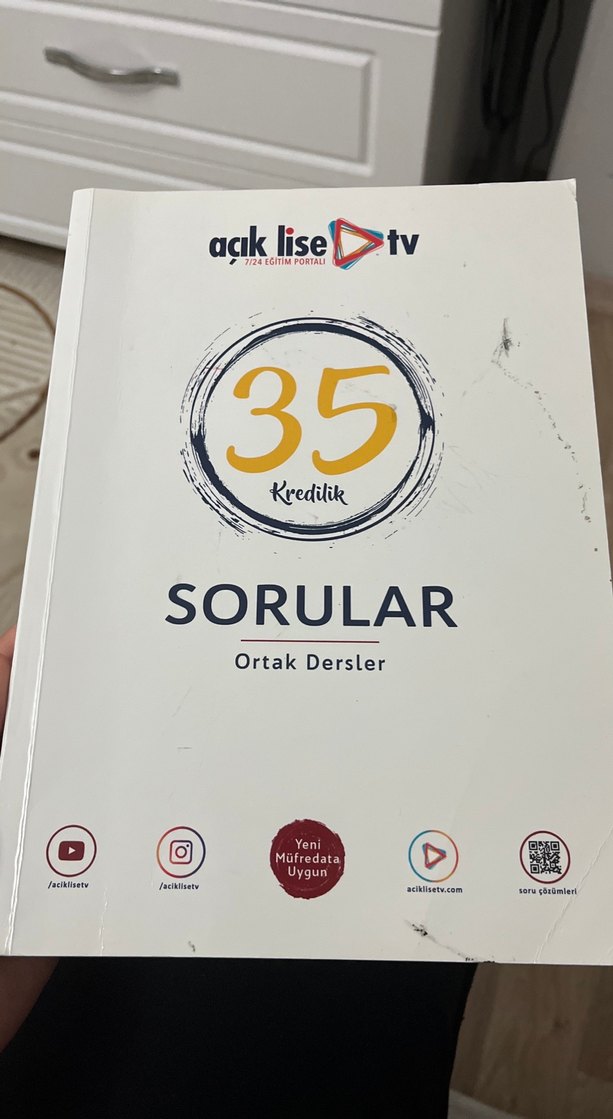 açık lise tv
7/24 EĞİTİM PORTALI
35
Kredilik
SORULAR
Ortak Dersler
Yeni
Müfredata
Uygun
/aciklisetv
/aciklisetv
aciklisetv.com
soru çözümleri